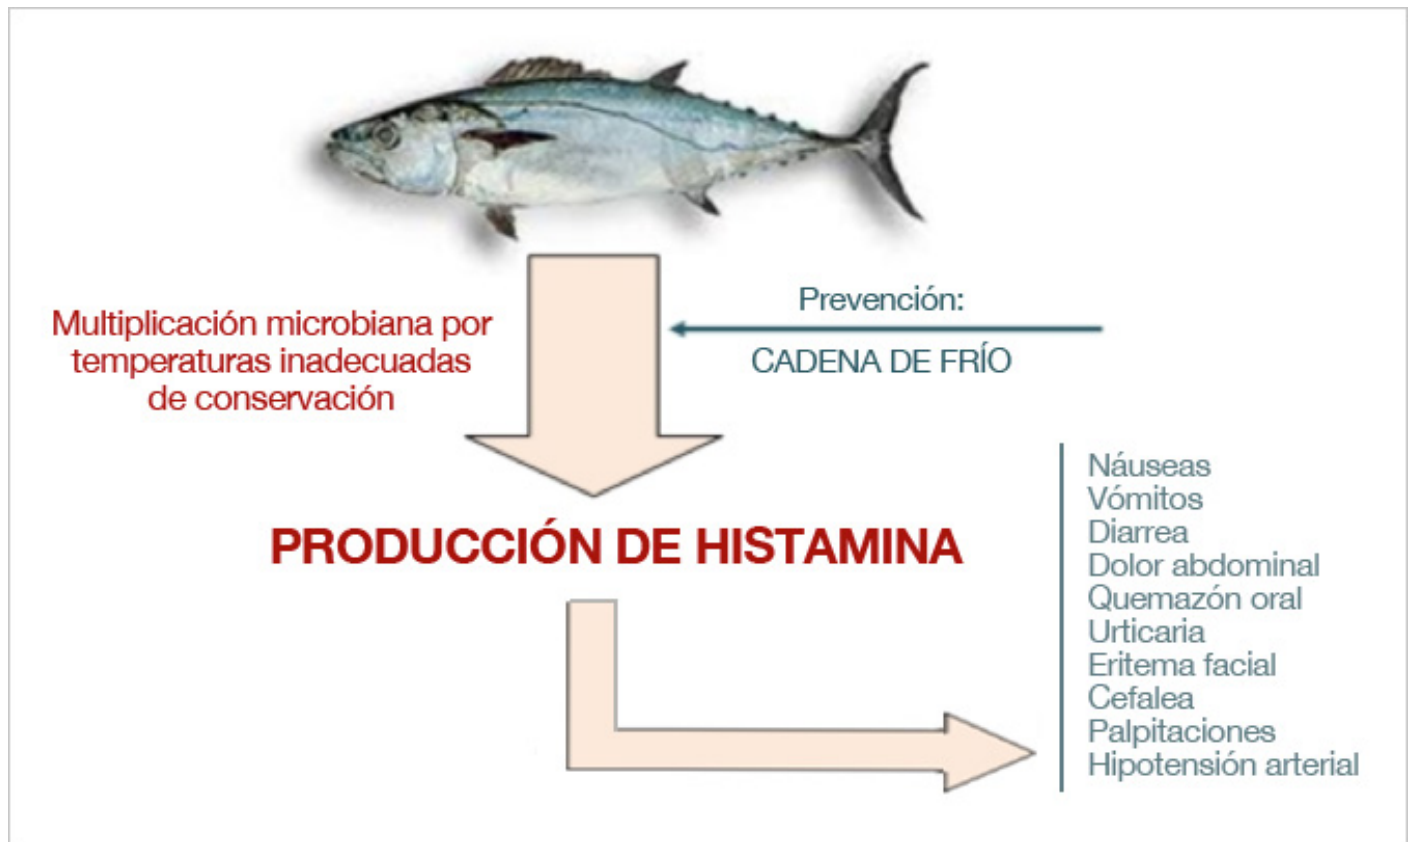 Multiplicación microbiana por
temperaturas inadecuadas
de conservación
Prevención:
CADENA DE FRÍO
PRODUCCIÓN DE HISTAMINA
Náuseas
Vómitos
Diarrea
Dolor abdominal
Quemazón oral
Urticaria
Eritema facial
Cefalea
Palpitaciones
Hipotensión arterial